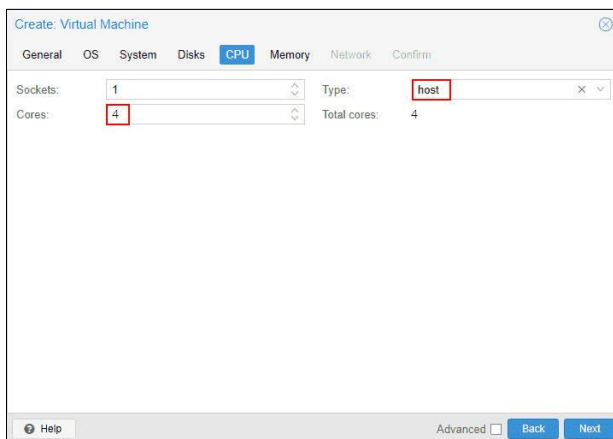 Create: Virtual Machine
General OS System Disks CPU Memory Network Confirm
Sockets: 1 Type: host
Cores: 4 Total cores: 4
Help Advanced Back Next